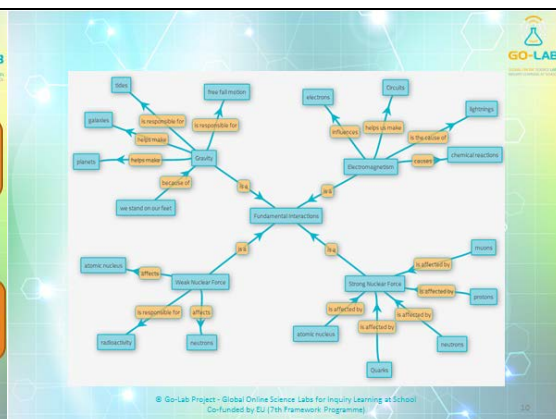 GO-LAB
tides
free fall motion
galaxies
is responsible for
is responsible for
helps make
planets
helps make
Gravity
because of
we stand on our feet
is a
electrons
Circuits
lightnings
influences
helps us make
is the cause of
chemical reactions
Electromagnetism
causes
is a
Fundamental Interactions
is a
is a
atomic nucleus
affects
Weak Nuclear Force
is responsible for
affects
radioactivity
neutrons
muons
is affected by
Strong Nuclear Force
is affected by
protons
is affected by
is affected by
is affected by
atomic nucleus
neutrons
Quarks
© Go-Lab Project - Global Online Science Labs for Inquiry Learning at School
Co-funded by EU (7th Framework Programme)
10